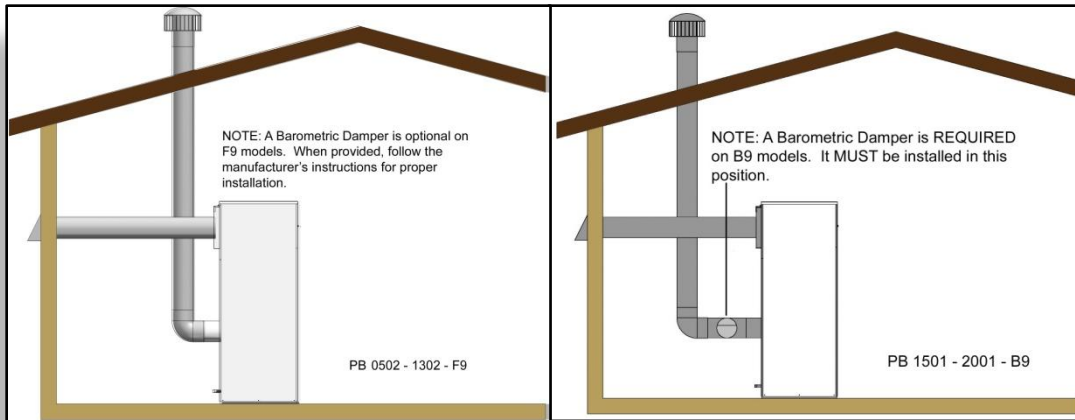 NOTE: A Barometric Damper is optional on
F9 models.  When provided, follow the
manufacturer's instructions for proper
installation.
PB 0502 - 1302 - F9
NOTE: A Barometric Damper is REQUIRED
on B9 models.  It MUST be installed in this
position.
PB 1501 - 2001 - B9